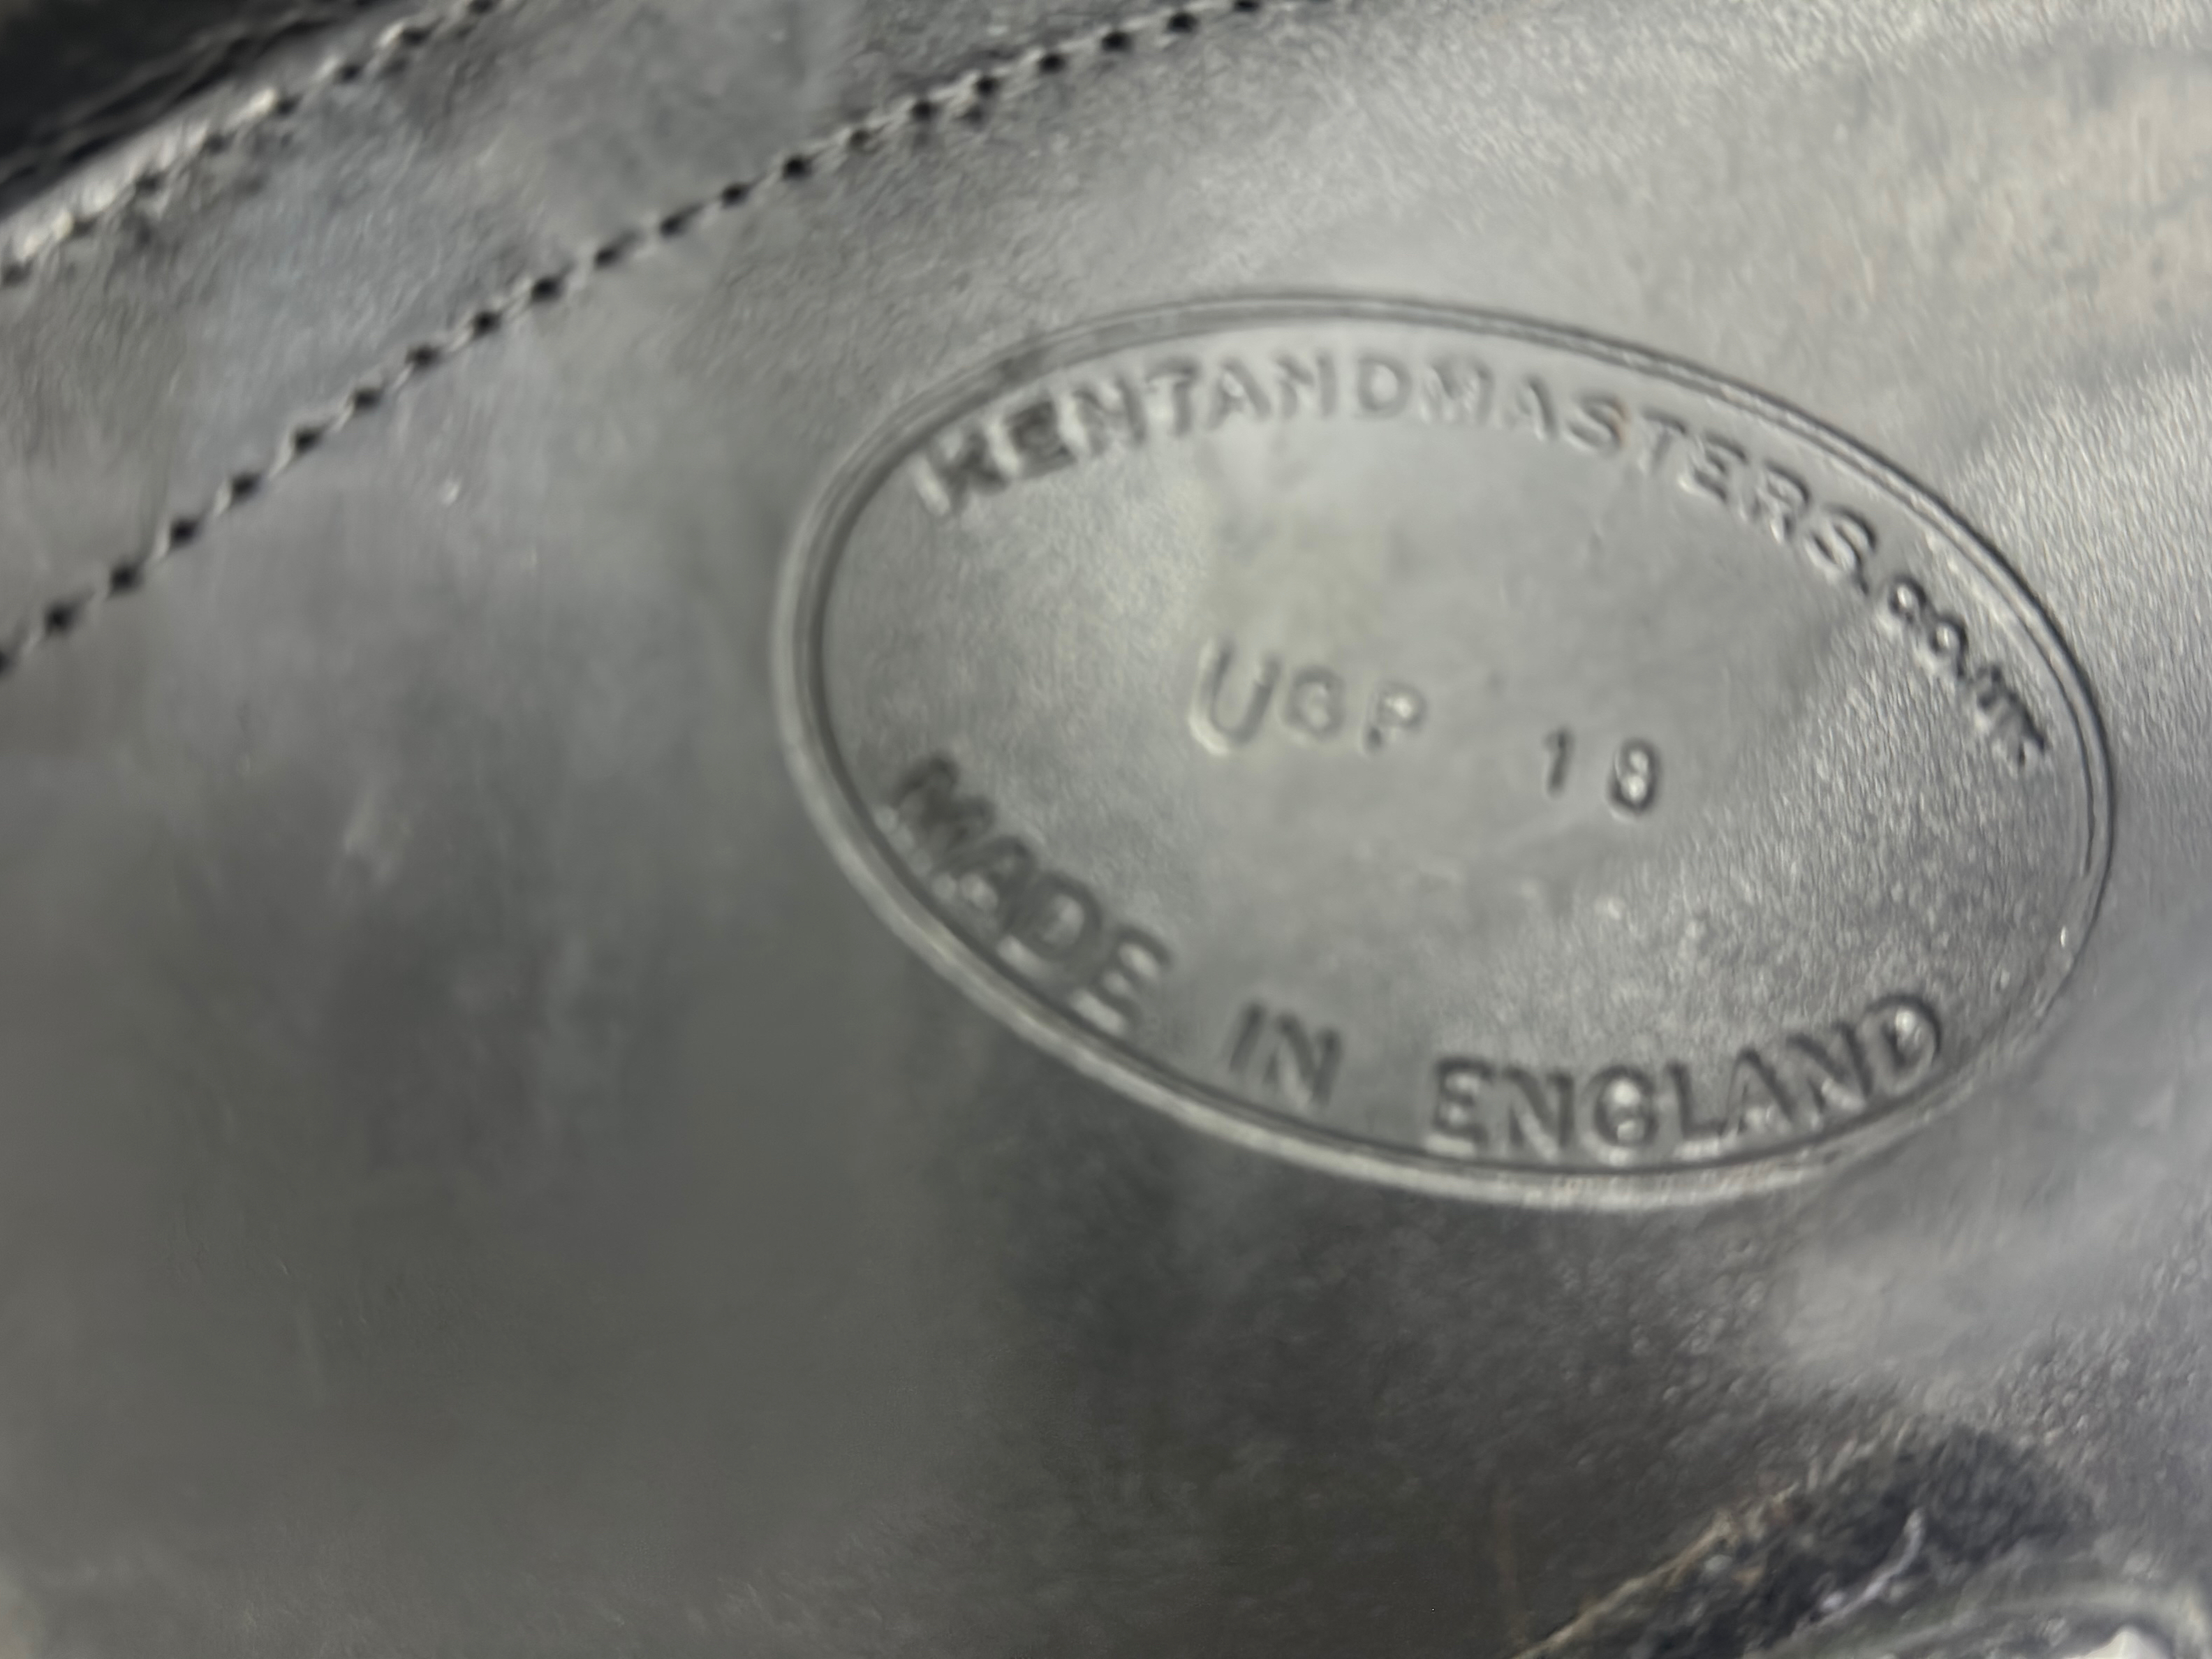 KENTANDMASTERS.CO.UK
UGP 18
MADE IN ENGLAND